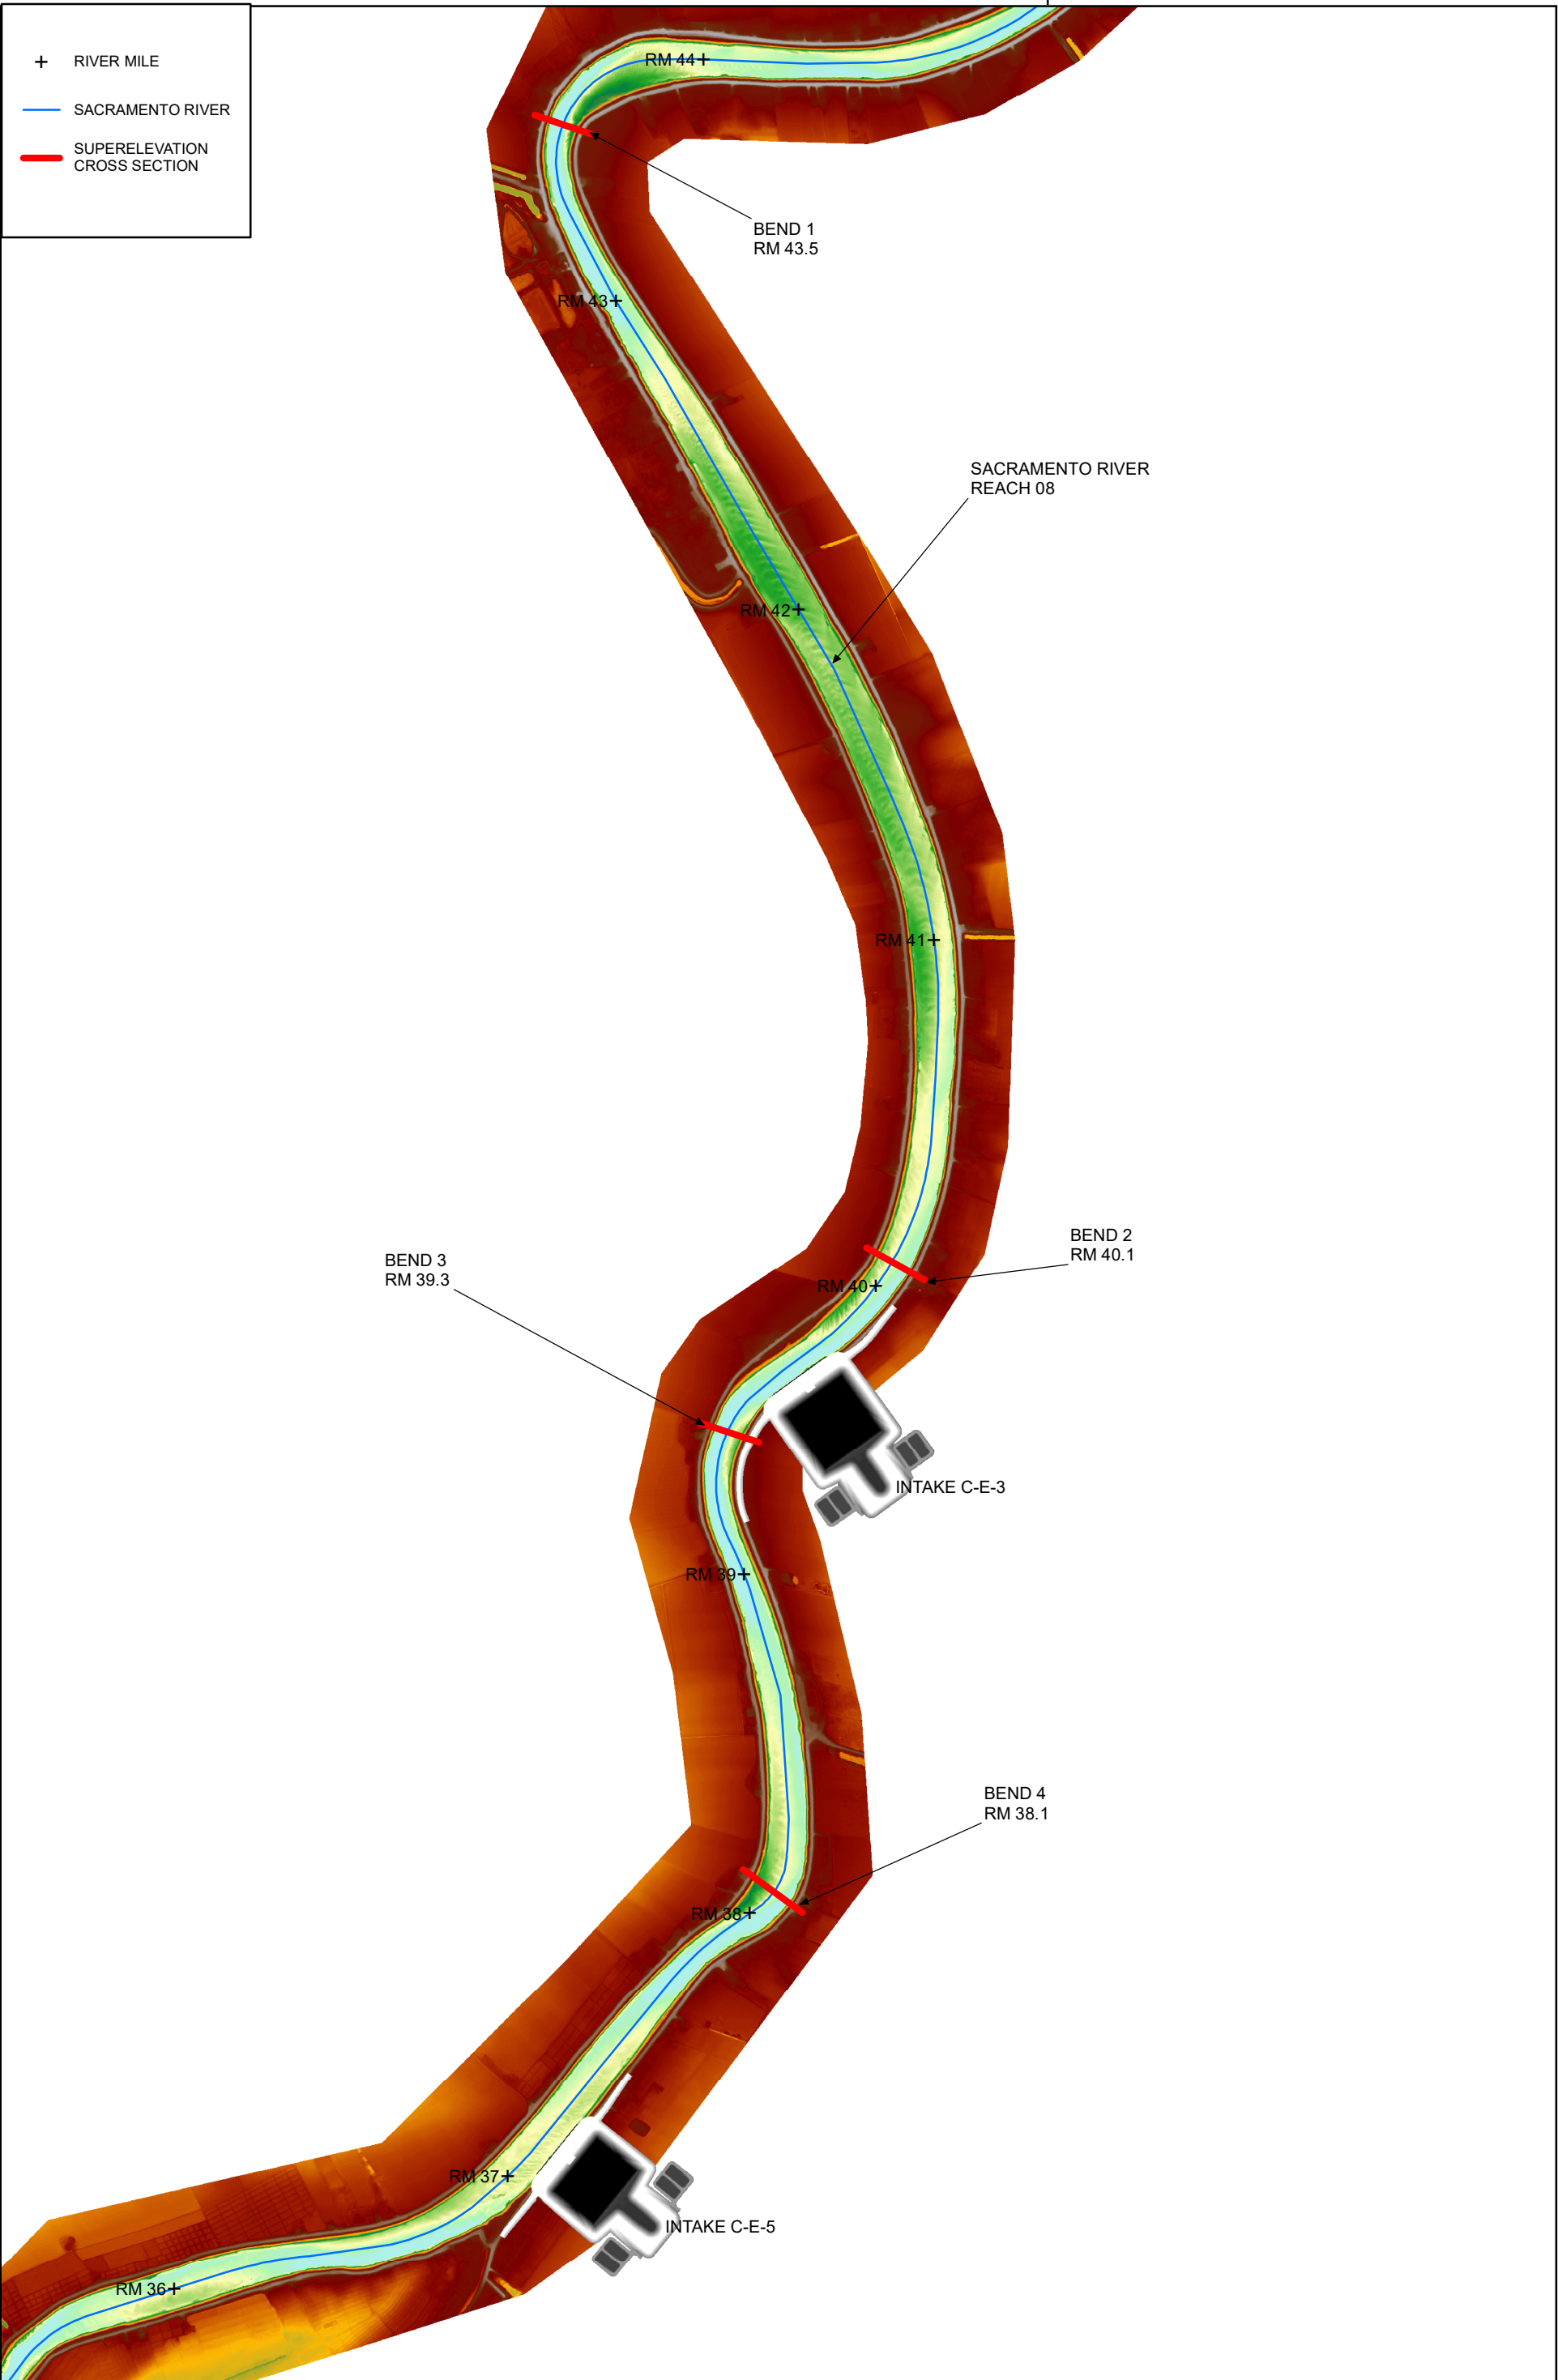 RIVER MILE
SACRAMENTO RIVER
SUPERELEVATION
CROSS SECTION
RM 44
BEND 1
RM 43.5
RM 43
SACRAMENTO RIVER
REACH 08
RM 42
RM 41
BEND 2
RM 40.1
BEND 3
RM 39.3
RM 40
INTAKE C-E-3
RM 39
BEND 4
RM 38.1
RM 38
RM 37
INTAKE C-E-5
RM 36